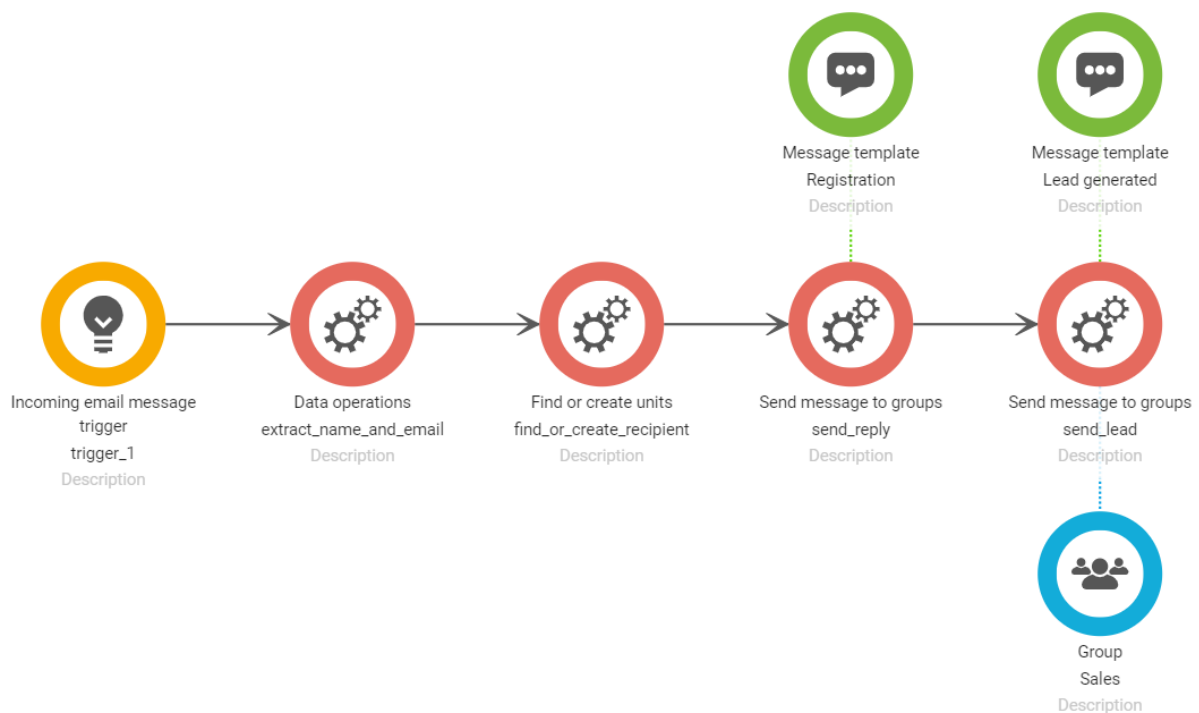 Message template
Registration
Description
Message template
Lead generated
Description
Incoming email message
trigger
trigger_1
Description
Data operations
extract_name_and_email
Description
Find or create units
find_or_create_recipient
Description
Send message to groups
send_reply
Description
Send message to groups
send_lead
Description
Group
Sales
Description